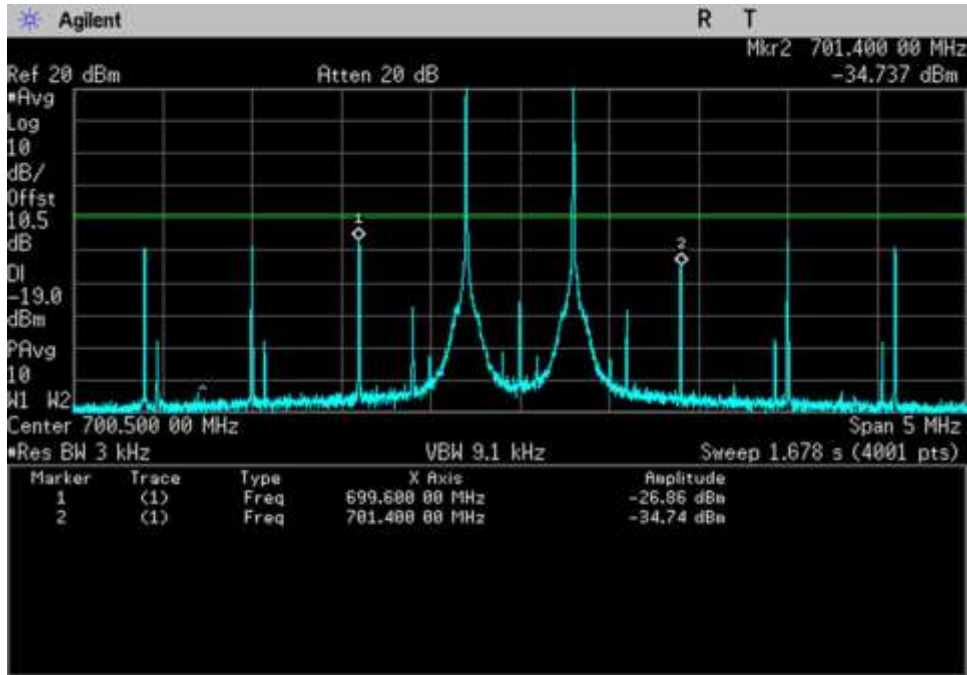 Agilent R T
Mkr2 701.400 00 MHz
Ref 20 dBm Atten 20 dB -34.737 dBm
*Avg
Log
10
dB/
Offst
10.5
dB
DI
-19.0
dBm
PAvg
10
W1 W2
1
2
Center 700.500 00 MHz Span 5 MHz
*Res BW 3 kHz VBW 9.1 kHz Sweep 1.678 s (4001 pts)
Marker Trace Type X Axis Amplitude
1 (1) Freq 699.600 00 MHz -26.86 dBm
2 (1) Freq 701.400 00 MHz -34.74 dBm